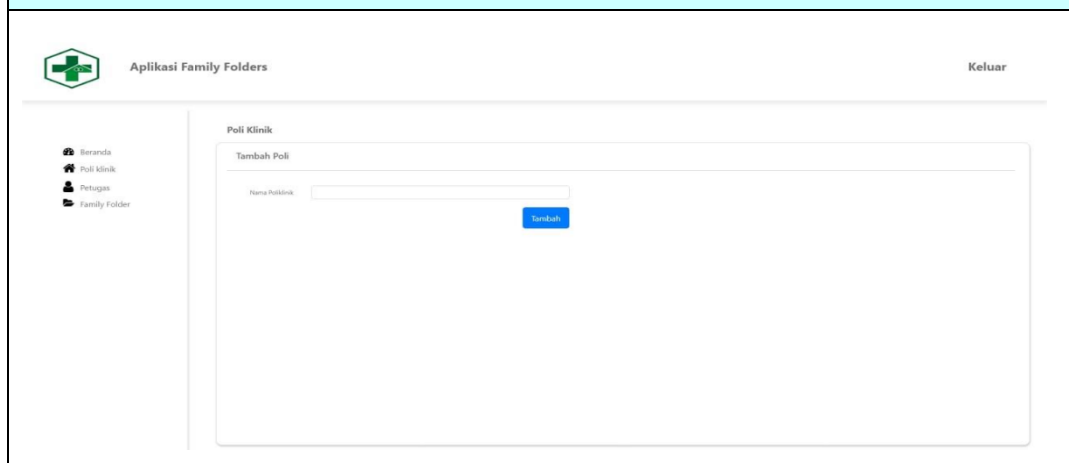 Aplikasi Family Folders
Keluar
Beranda
Poli klinik
Petugas
Family Folder
Poli Klinik
Tambah Poli
Nama Poliklinik
Tambah